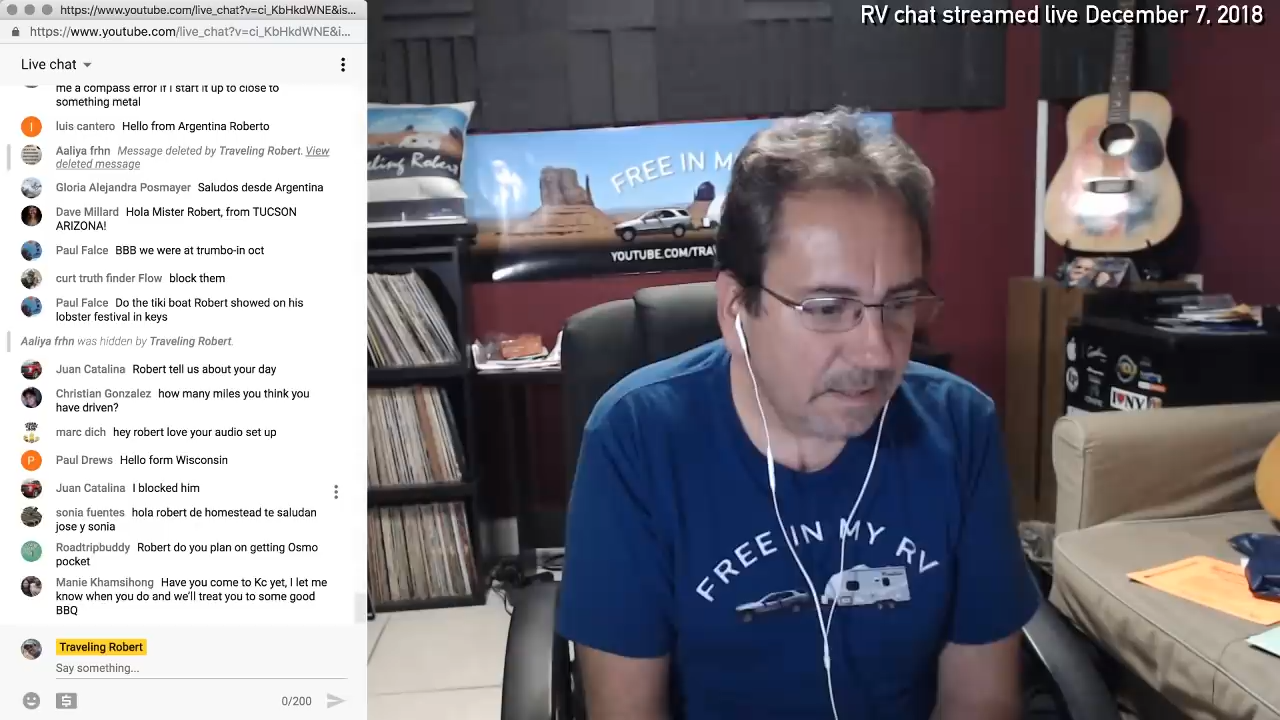 https://www.youtube.com/live_chat?v=ci_KbHkdWNE&is...
https://www.youtube.com/live_chat?v=ci_KbHkdWNE&i...
RV chat streamed live December 7, 2018
Live chat
me a compass error if I start it up to close to
something metal
luis cantero Hello from Argentina Roberto
Aaliya frhn Message deleted by Traveling Robert. View
deleted message
Gloria Alejandra Posmayer Saludos desde Argentina
Dave Millard Hola Mister Robert, from TUCSON
ARIZONA!
Paul Falce BBB we were at trumbo-in oct
curt truth finder Flow block them
Paul Falce Do the tiki boat Robert showed on his
lobster festival in keys
Aaliya frhn was hidden by Traveling Robert.
Juan Catalina Robert tell us about your day
Christian Gonzalez how many miles you think you
have driven?
marc dich hey robert love your audio set up
P
Paul Drews Hello form Wisconsin
Juan Catalina I blocked him
sonia fuentes hola robert de homestead te saludan
jose y sonia
Roadtripbuddy Robert do you plan on getting Osmo
pocket
Manie Khamsihong Have you come to Kc yet, I let me
know when you do and we'll treat you to some good
BBQ
Traveling Robert
Say something...
0/200
eling Robert
FREE IN M
YOUTUBE.COM/TRA
FREE IN MY RV
I ♥ NY